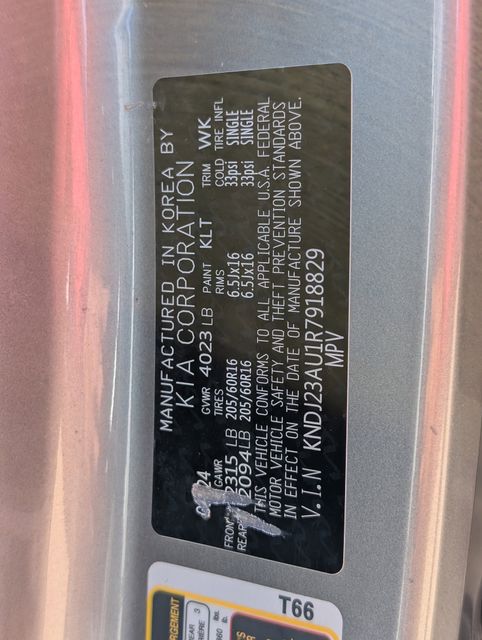 MANUFACTURED IN KOREA BY
KIA CORPORATION
24 GVWR 4023 LB PAINT KLT TRIM WK
GAWR TIRES RIMS COLD TIRE INFL
FRONT 2315 LB 205/60R16 6.5Jx16 33psi SINGLE
REAR 2094LB 205/60R16 6.5Jx16 33psi SINGLE
THIS VEHICLE CONFORMS TO ALL APPLICABLE U.S.A. FEDERAL
MOTOR VEHICLE SAFETY AND THEFT PREVENTION STANDARDS
IN EFFECT ON THE DATE OF MANUFACTURE SHOWN ABOVE.
V.I.N KNDJ23AU1R7918829
MPV
T66